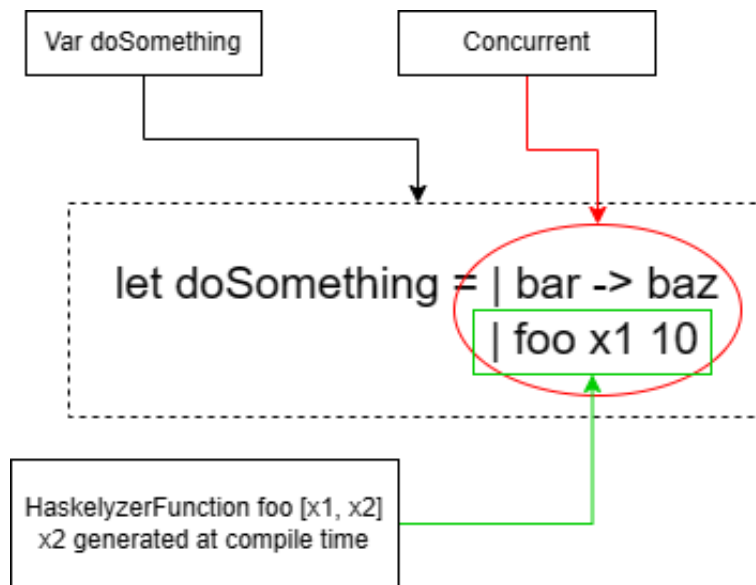 Var doSomething
Concurrent
let doSomething = | bar -> baz
| foo x1 10
HaskelyzerFunction foo [x1, x2]
x2 generated at compile time